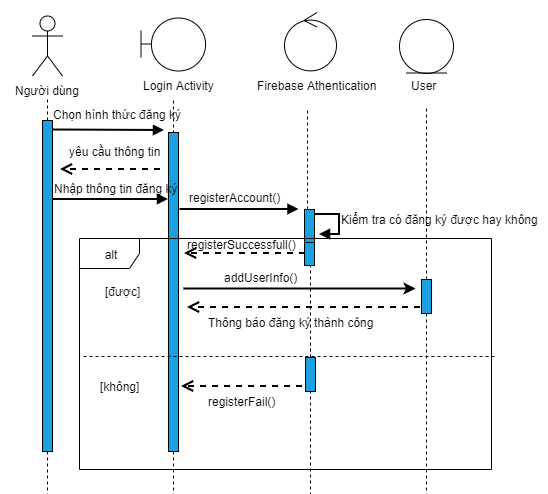 Người dùng
Login Activity
Firebase Athentication
User
Chọn hình thức đăng ký
yêu cầu thông tin
Nhập thông tin đăng ký
registerAccount()
Kiểm tra có đăng ký được hay không
registerSuccessfull()
alt
addUserInfo()
[được]
Thông báo đăng ký thành công
[không]
registerFail()